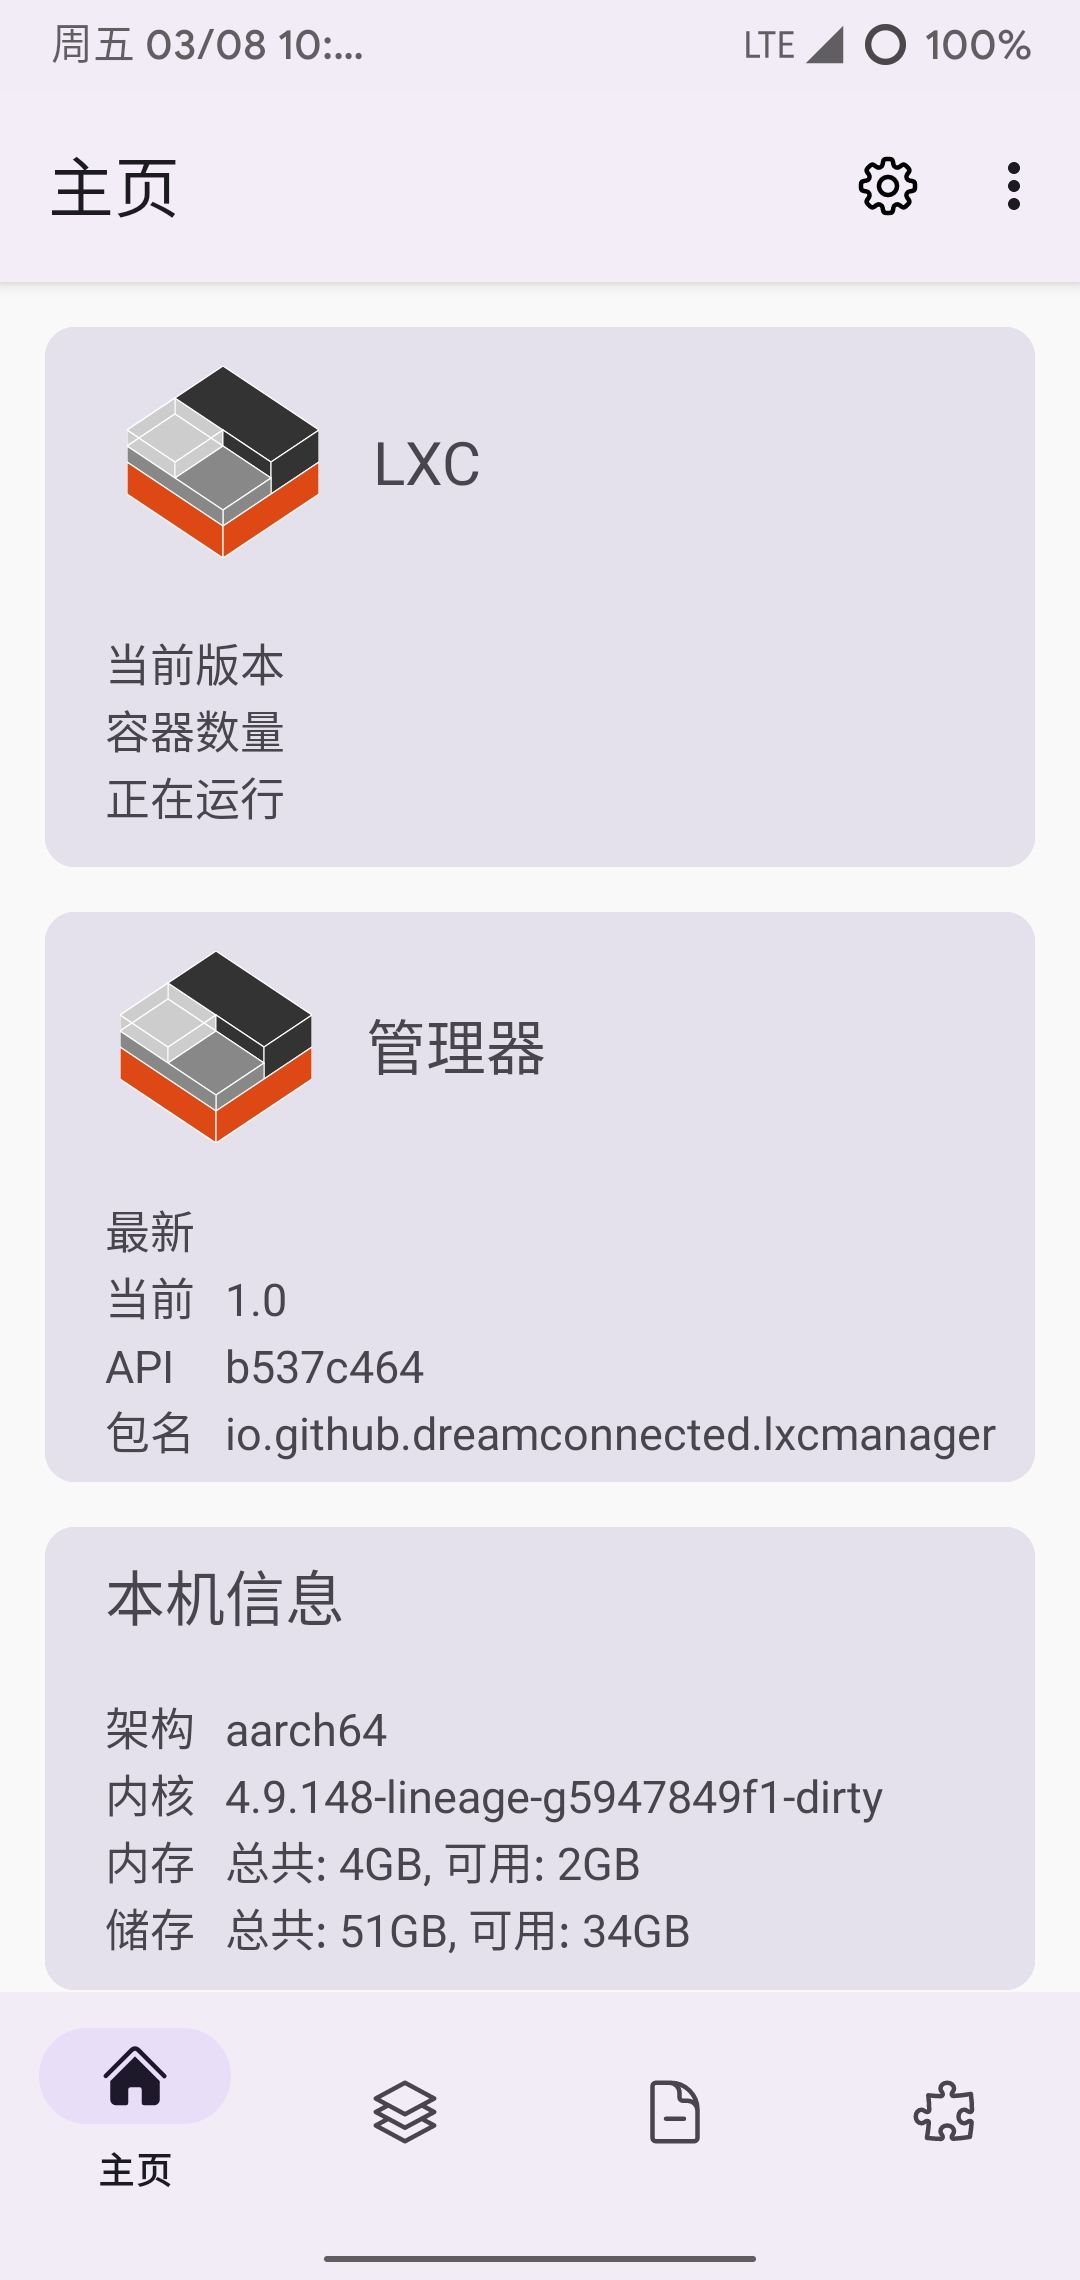 周五 03/08 10:...
LTE 100%
主页
LXC
当前版本
容器数量
正在运行
管理器
最新
当前 1.0
API b537c464
包名 io.github.dreamconnected.lxcmanager
本机信息
架构 aarch64
内核 4.9.148-lineage-g5947849f1-dirty
内存 总共: 4GB, 可用: 2GB
储存 总共: 51GB, 可用: 34GB
主页